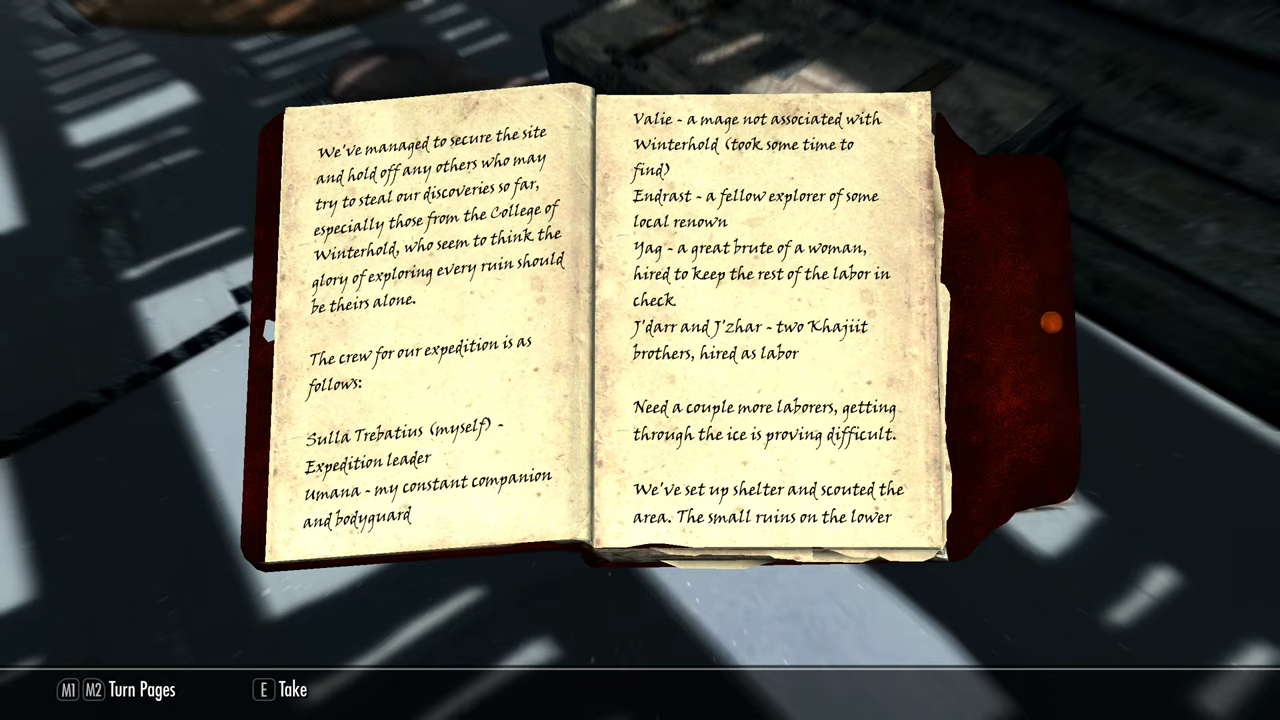 We've managed to secure the site
and hold off any others who may
try to steal our discoveries so far,
especially those from the College of
Winterhold, who seem to think the
glory of exploring every ruin should
be theirs alone.
The crew for our expedition is as
follows:
Sulla Trebatius (myself) -
Expedition leader
Umana - my constant companion
and bodyguard
Valie - a mage not associated with
Winterhold (took some time to
find)
Endrast - a fellow explorer of some
local renown
Yag - a great brute of a woman,
hired to keep the rest of the labor in
check
J'darr and J'zhar - two Khajiit
brothers, hired as labor
Need a couple more laborers, getting
through the ice is proving difficult.
We've set up shelter and scouted the
area. The small ruins on the lower
M1 M2 Turn Pages
E Take